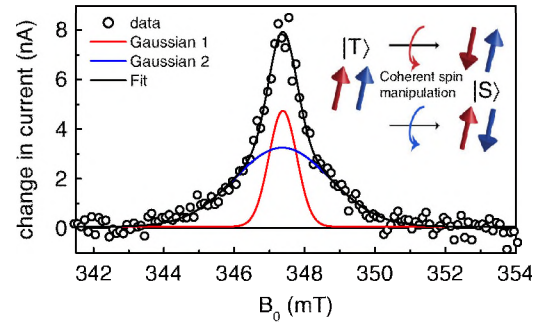 change in current (nA)
8
6
4
2
0
data
Gaussian 1
Gaussian 2
Fit
|T⟩
Coherent spin
manipulation
|S⟩
342 344 346 348 350 352 354
B0 (mT)